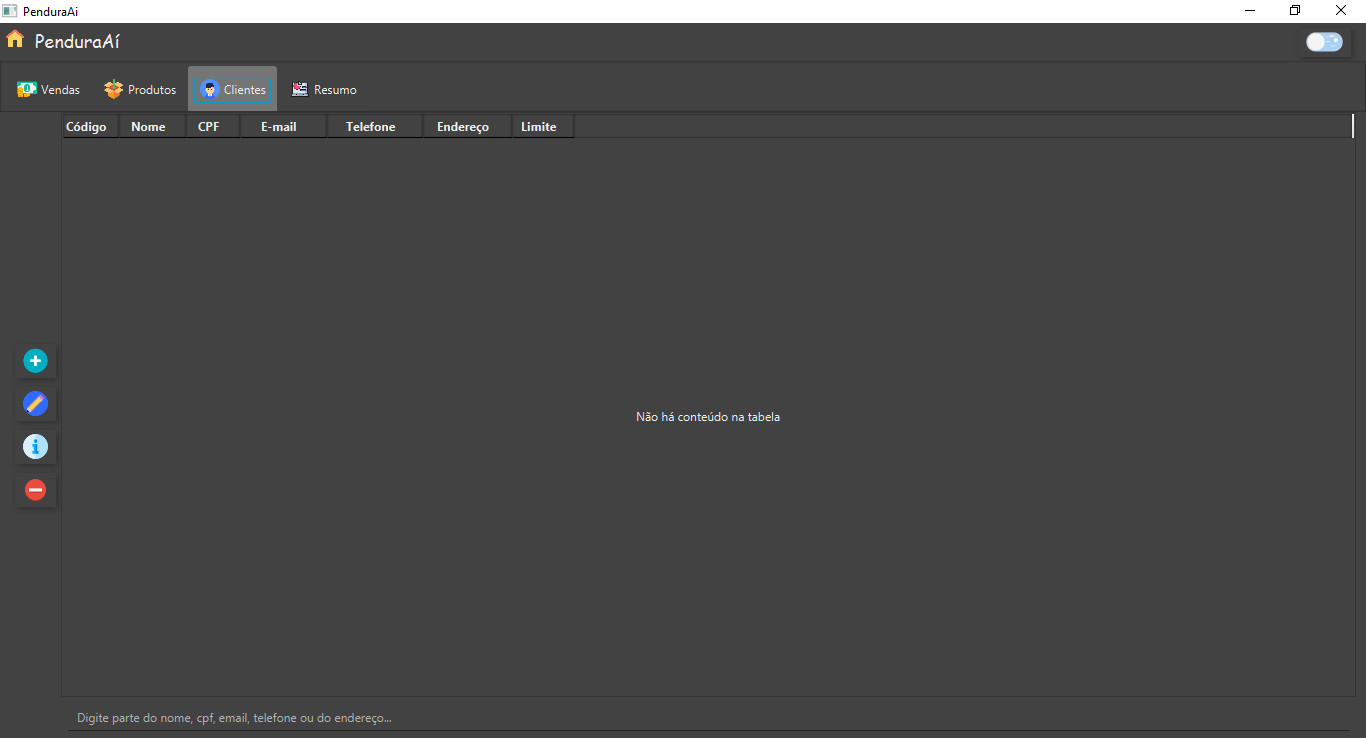 PenduraAi
PenduraAí
Vendas Produtos Clientes Resumo
Código Nome CPF E-mail Telefone Endereço Limite
Não há conteúdo na tabela
Digite parte do nome, cpf, email, telefone ou do endereço...